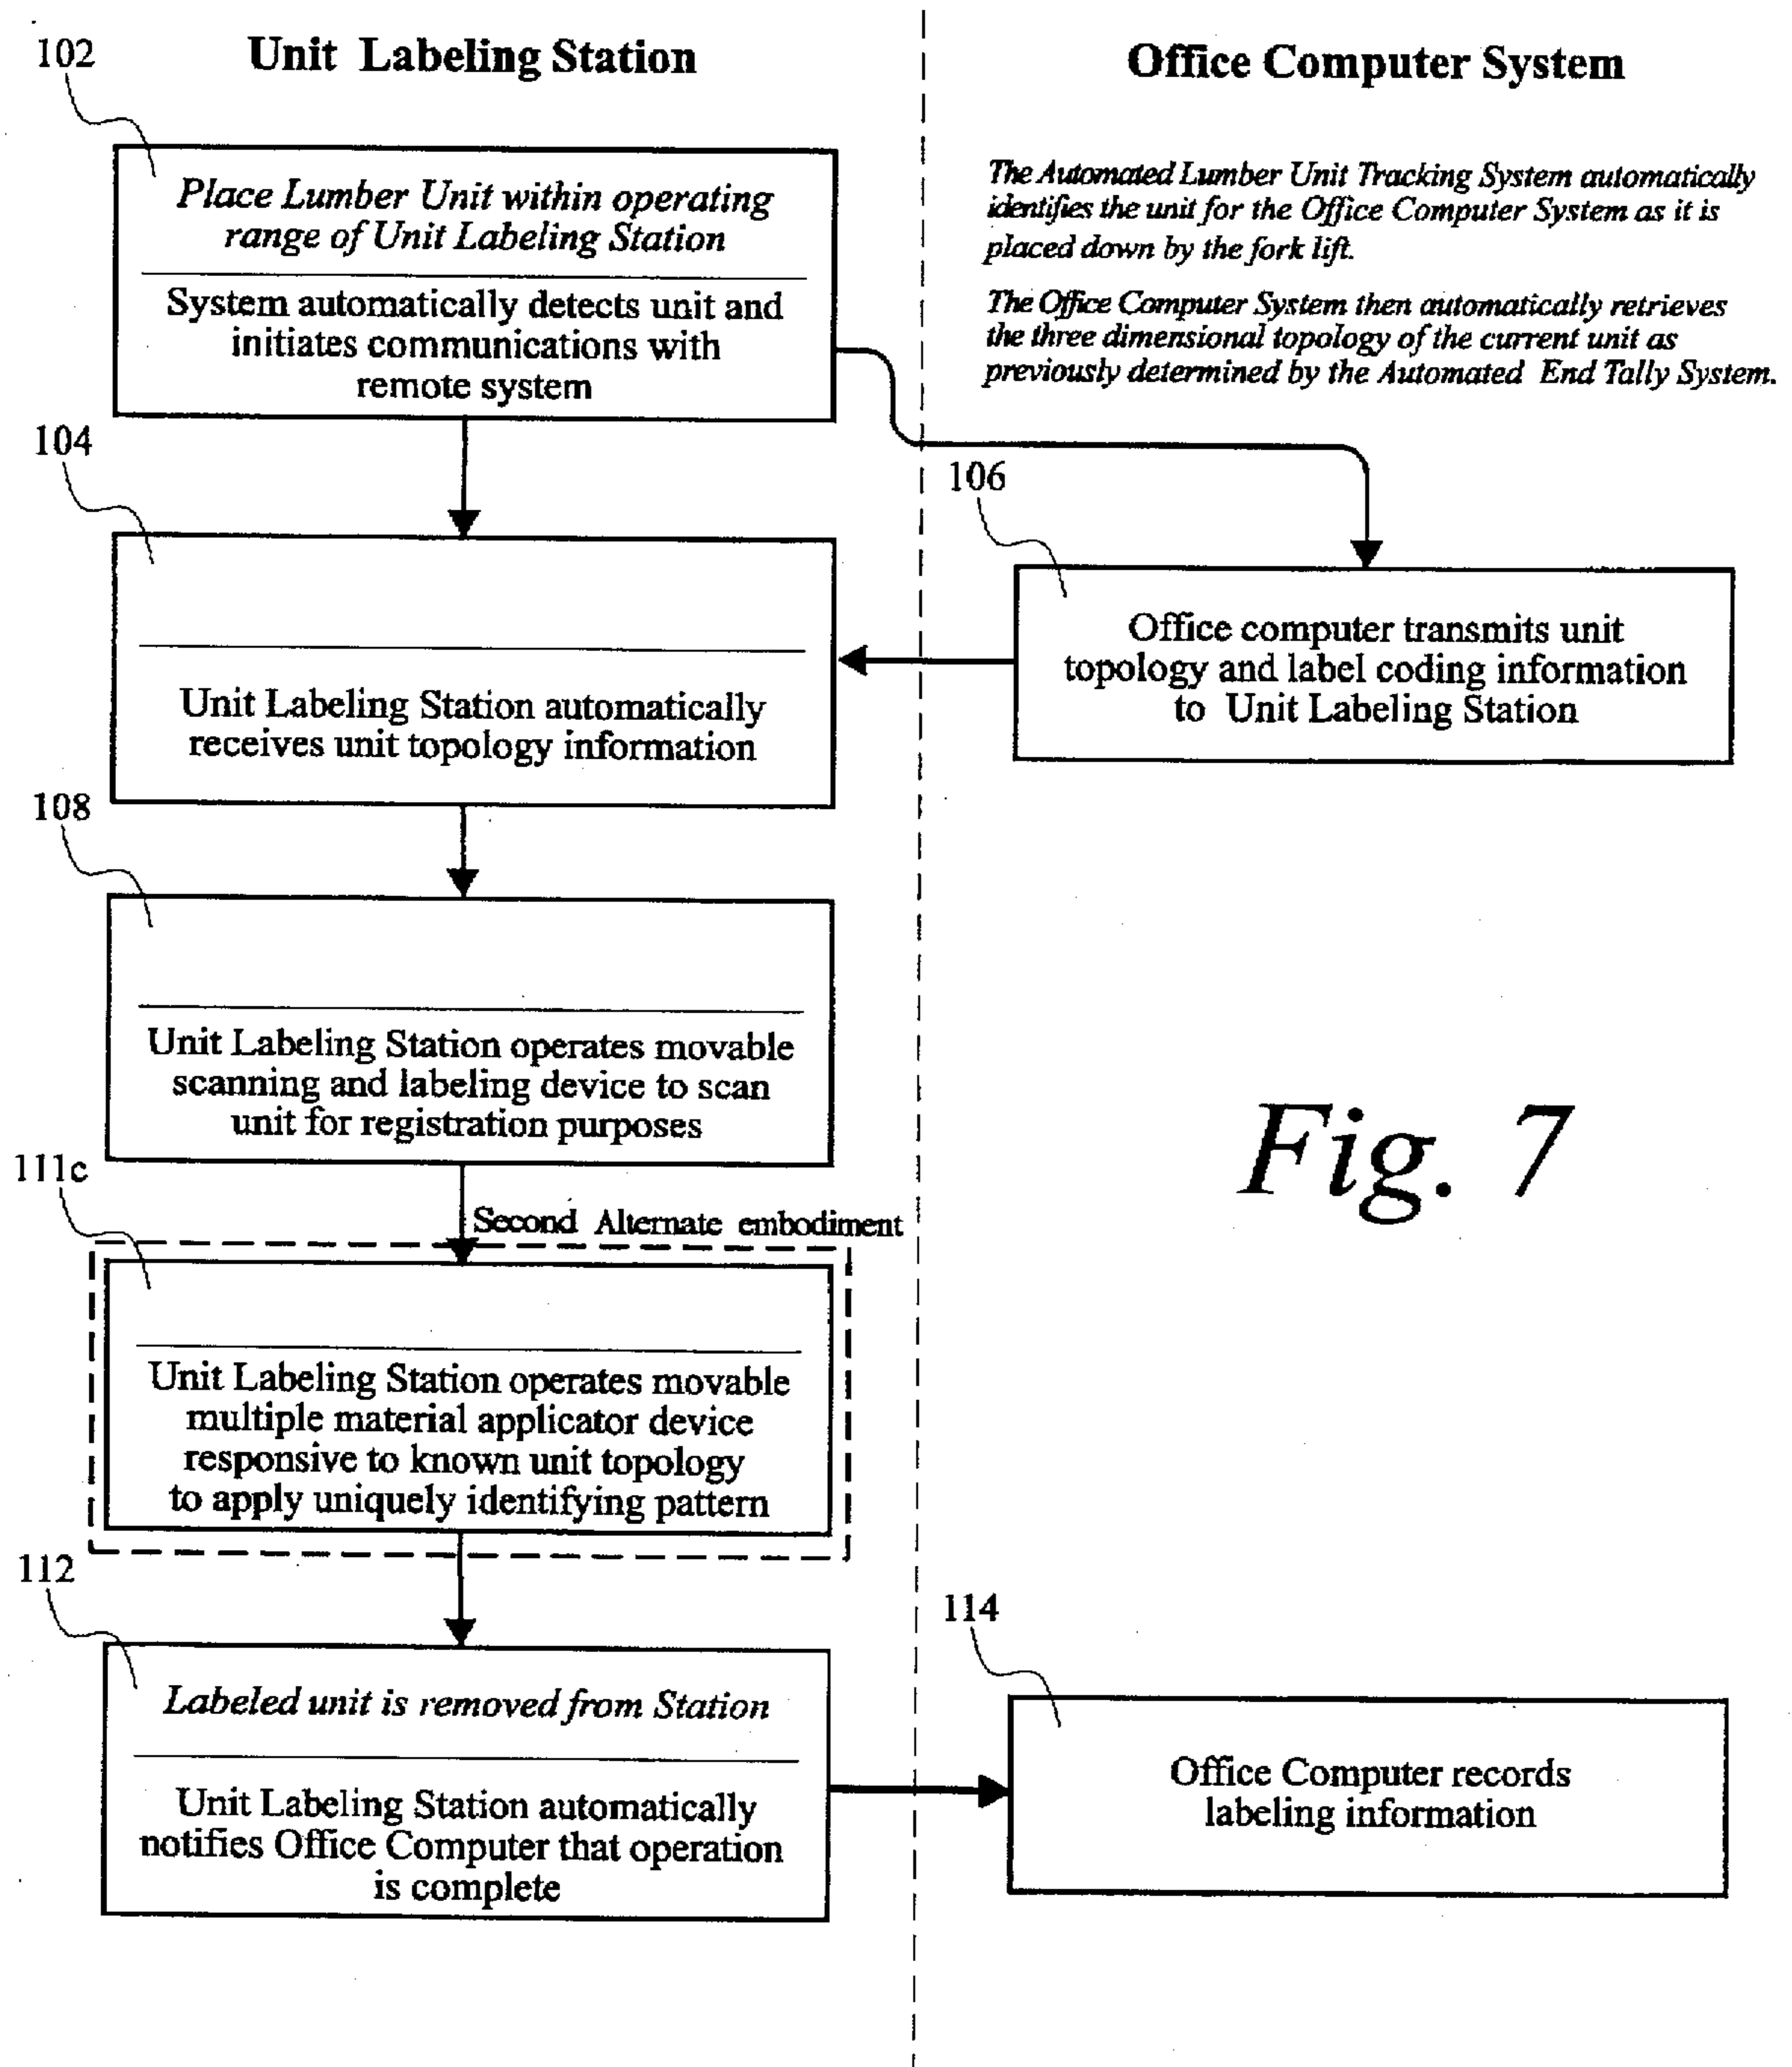 Unit Labeling Station
Office Computer System
102
Place Lumber Unit within operating
range of Unit Labeling Station
System automatically detects unit and
initiates communications with
remote system
The Automated Lumber Unit Tracking System automatically
identifies the unit for the Office Computer System as it is
placed down by the fork lift.
The Office Computer System then automatically retrieves
the three dimensional topology of the current unit as
previously determined by the Automated End Tally System.
104
Unit Labeling Station automatically
receives unit topology information
106
Office computer transmits unit
topology and label coding information
to Unit Labeling Station
108
Unit Labeling Station operates movable
scanning and labeling device to scan
unit for registration purposes
Fig. 7
111c
Second Alternate embodiment
Unit Labeling Station operates movable
multiple material applicator device
responsive to known unit topology
to apply uniquely identifying pattern
112
Labeled unit is removed from Station
Unit Labeling Station automatically
notifies Office Computer that operation
is complete
114
Office Computer records
labeling information